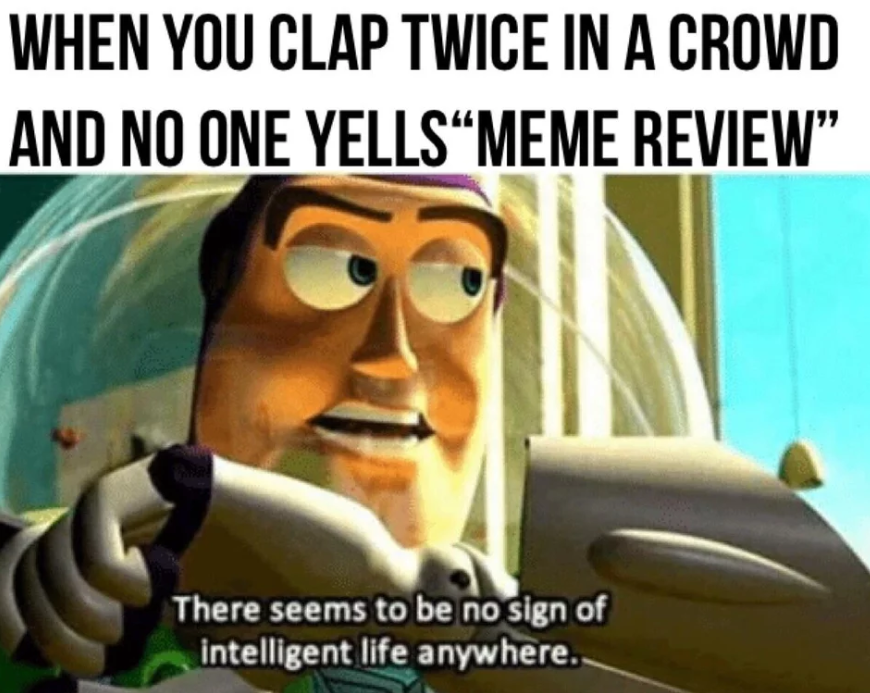 WHEN YOU CLAP TWICE IN A CROWD
AND NO ONE YELLS“MEME REVIEW”
There seems to be no sign of
intelligent life anywhere.